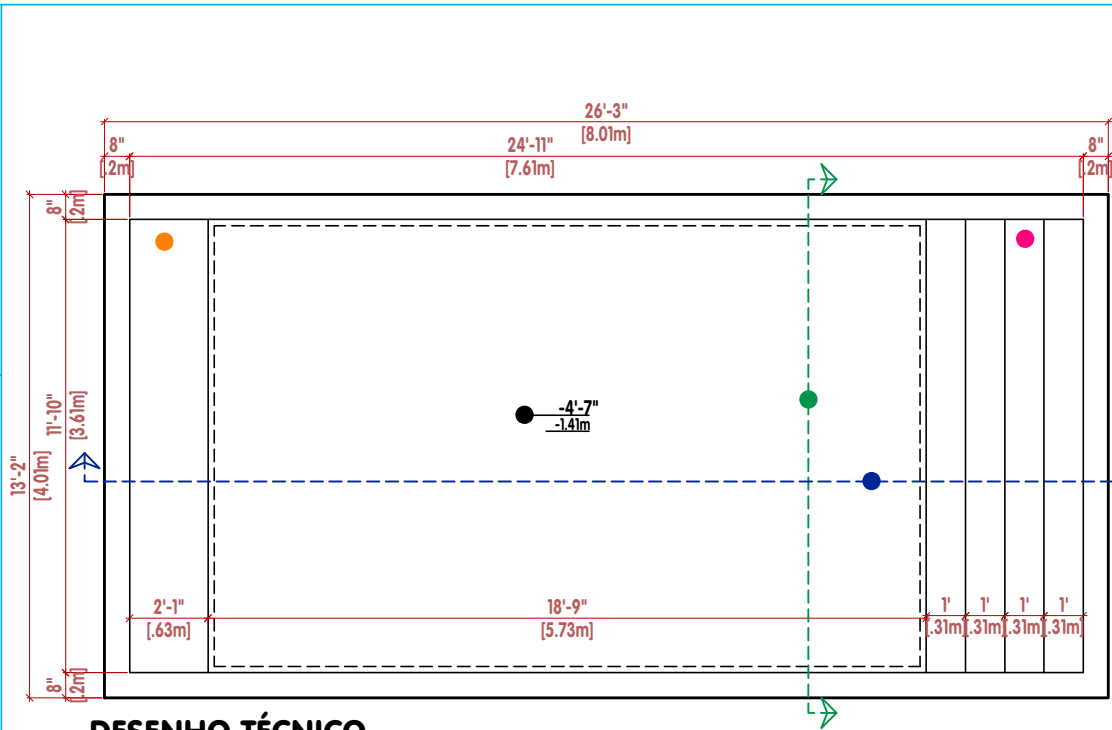 26'-3"
[8.01m]
8"
[.2m]
24'-11"
[7.61m]
8"
[.2m]
8"
[.2m]
13'-2"
[4.01m]
11'-10"
[3.61m]
-4'-7"
-1.41m
2'-1"
[.63m]
18'-9"
[5.73m]
1'
[.31m]
1'
[.31m]
1'
[.31m]
1'
[.31m]
8"
[.2m]
DESENHO TÉCNICO